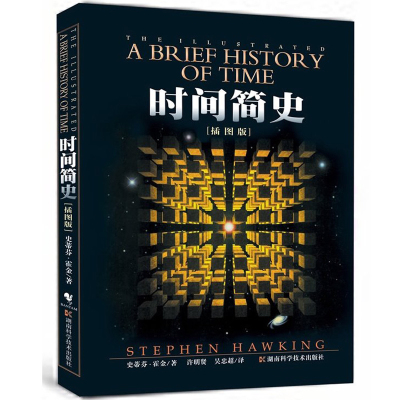 THE ILLUSTRATED
A BRIEF HISTORY
OF TIME
时间简史
[插图版]
STEPHEN HAWKING
史蒂芬·霍金/著 许明贤 吴忠超/译 湖南科学技术出版社
THE ILLUSTRATED
A BRIEF HISTORY
OF TIME
时间简史
[插图版]
史蒂芬·霍金/著
BANTAM
湖南科学技术出版社